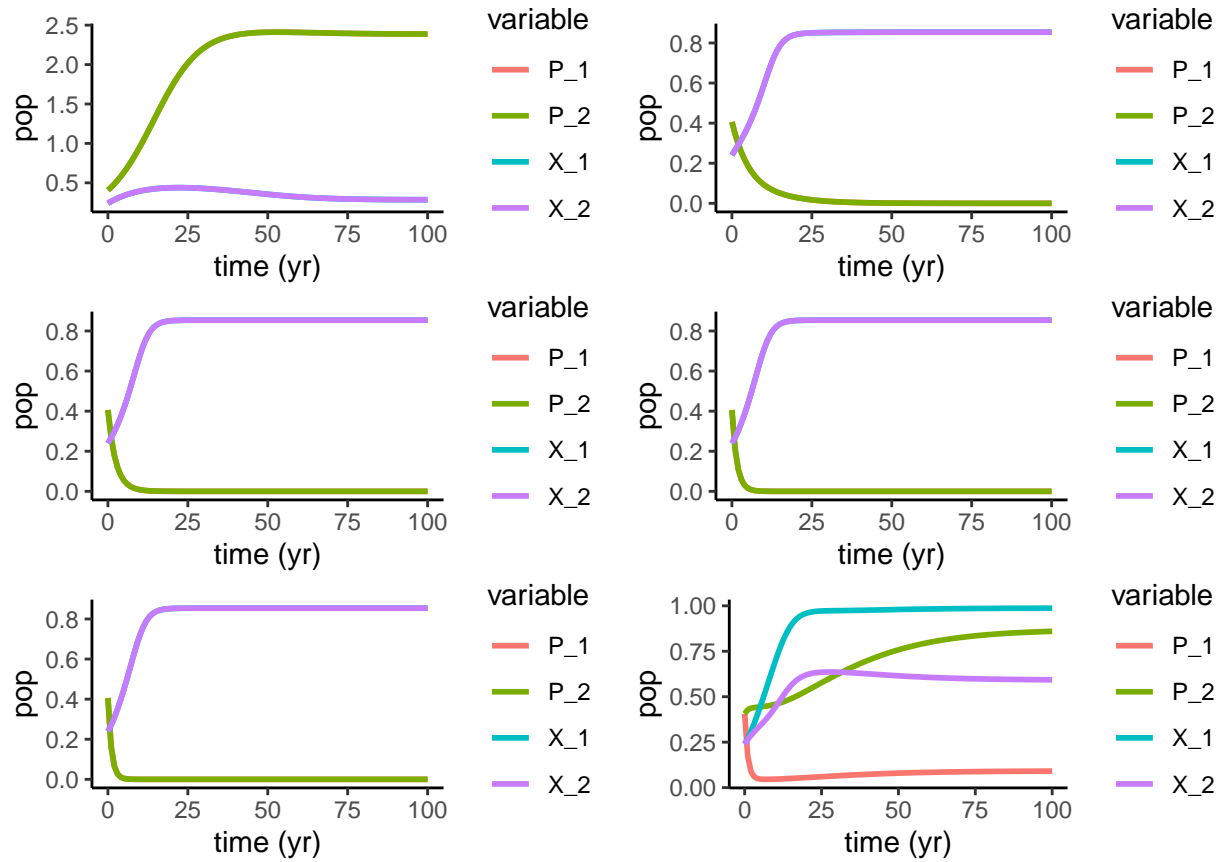 variable
P_1
P_2
X_1
X_2
pop
2.5
2.0
1.5
1.0
0.5
0 25 50 75 100
time (yr)
variable
P_1
P_2
X_1
X_2
pop
0.8
0.6
0.4
0.2
0.0
0 25 50 75 100
time (yr)
variable
P_1
P_2
X_1
X_2
pop
0.8
0.6
0.4
0.2
0.0
0 25 50 75 100
time (yr)
variable
P_1
P_2
X_1
X_2
pop
0.8
0.6
0.4
0.2
0.0
0 25 50 75 100
time (yr)
variable
P_1
P_2
X_1
X_2
pop
0.8
0.6
0.4
0.2
0.0
0 25 50 75 100
time (yr)
variable
P_1
P_2
X_1
X_2
pop
1.00
0.75
0.50
0.25
0.00
0 25 50 75 100
time (yr)